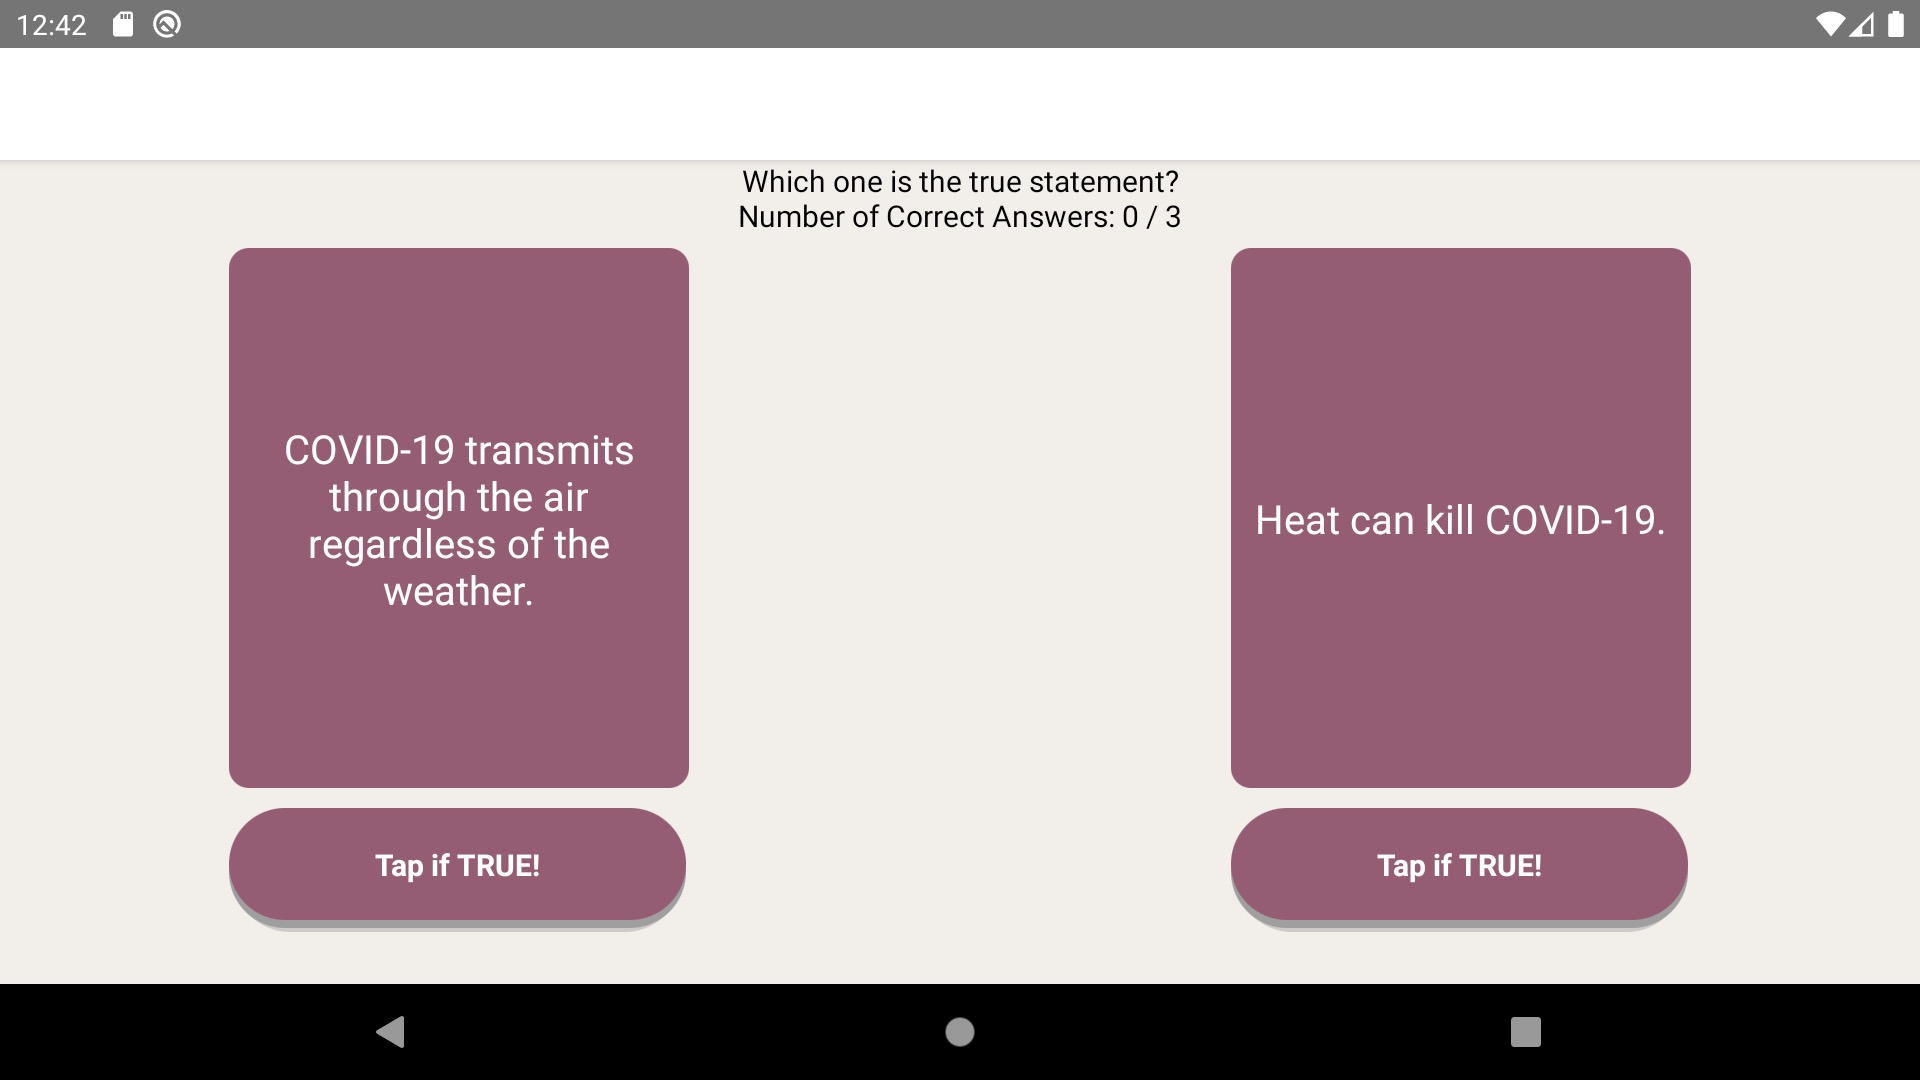 12:42
Which one is the true statement?
Number of Correct Answers: 0 / 3
COVID-19 transmits
through the air
regardless of the
weather.
Tap if TRUE!
Heat can kill COVID-19.
Tap if TRUE!